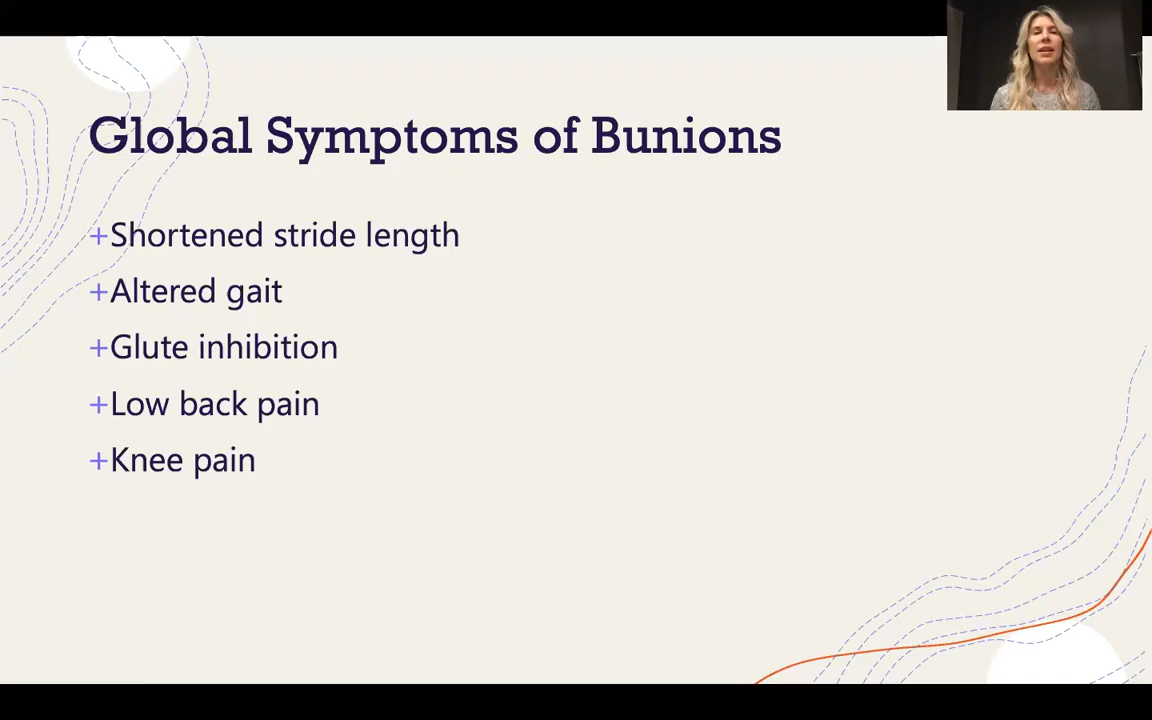 Global Symptoms of Bunions
+Shortened stride length
+Altered gait
+Glute inhibition
+Low back pain
+Knee pain